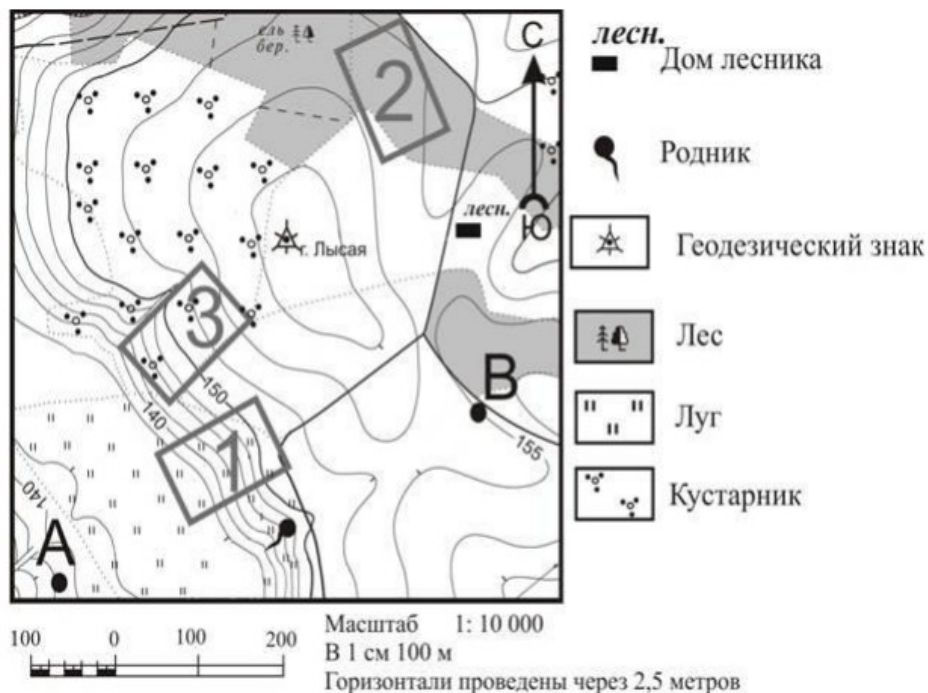 ель
бер.
2
С
лесн.
Ю
г. Лысая
3
150
140
1
В
155
140
А
лесн.
Дом лесника
Родник
Геодезический знак
Лес
Луг
Кустарник
100 0 100 200
Масштаб 1: 10 000
В 1 см 100 м
Горизонтали проведены через 2,5 метров